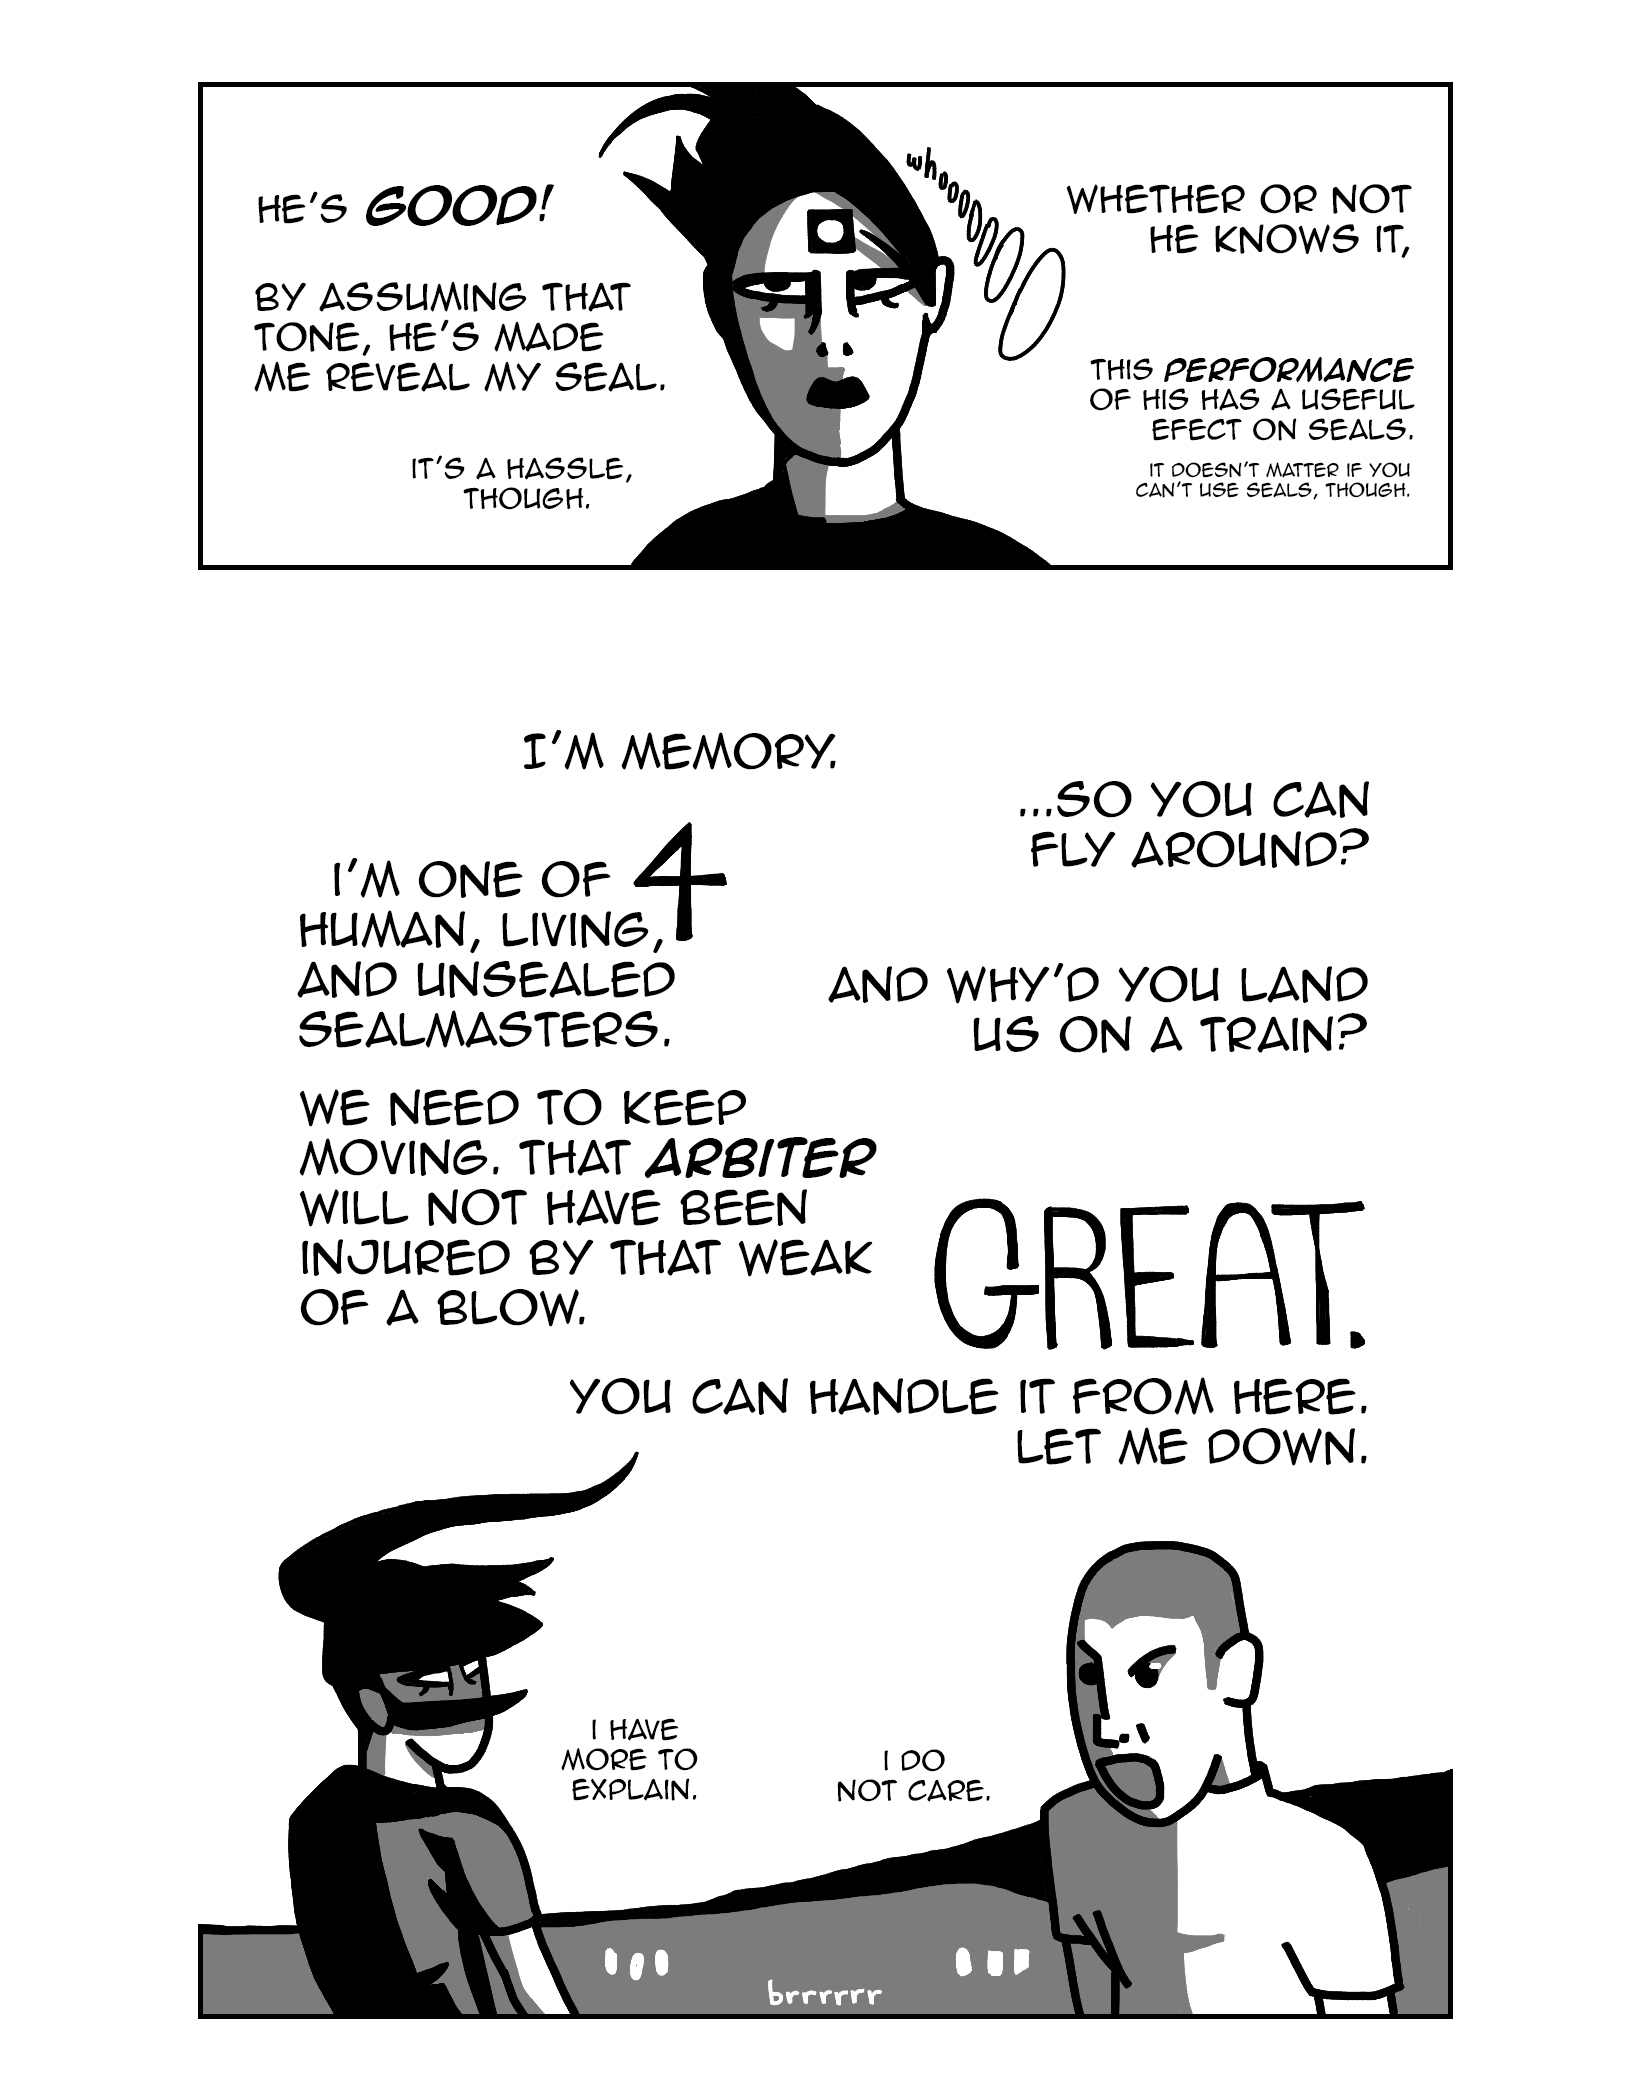 HE'S GOOD!
BY ASSUMING THAT
TONE, HE'S MADE
ME REVEAL MY SEAL.
IT'S A HASSLE,
THOUGH.
whooooooooo
WHETHER OR NOT
HE KNOWS IT,
THIS PERFORMANCE
OF HIS HAS A USEFUL
EFECT ON SEALS.
IT DOESN'T MATTER IF YOU
CAN'T USE SEALS, THOUGH.
I'M MEMORY.
...SO YOU CAN
FLY AROUND?
I'M ONE OF 4
HUMAN, LIVING,
AND UNSEALED
SEALMASTERS.
AND WHY'D YOU LAND
US ON A TRAIN?
WE NEED TO KEEP
MOVING. THAT ARBITER
WILL NOT HAVE BEEN
INJURED BY THAT WEAK
OF A BLOW.
GREAT.
YOU CAN HANDLE IT FROM HERE.
LET ME DOWN.
I HAVE
MORE TO
EXPLAIN.
I DO
NOT CARE.
brrrrrr